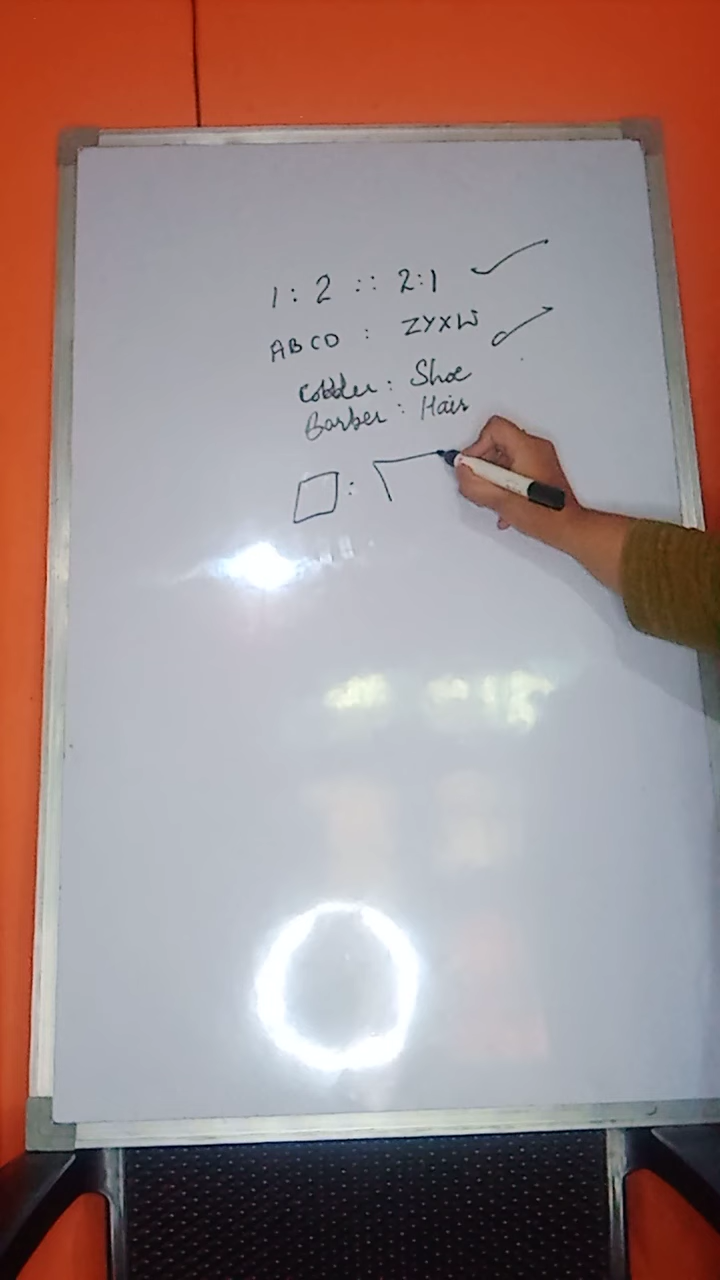 1 : 2 :: 2:1
ABCD : ZYXW
Cobbler : Shoe
Barber : Hair
: